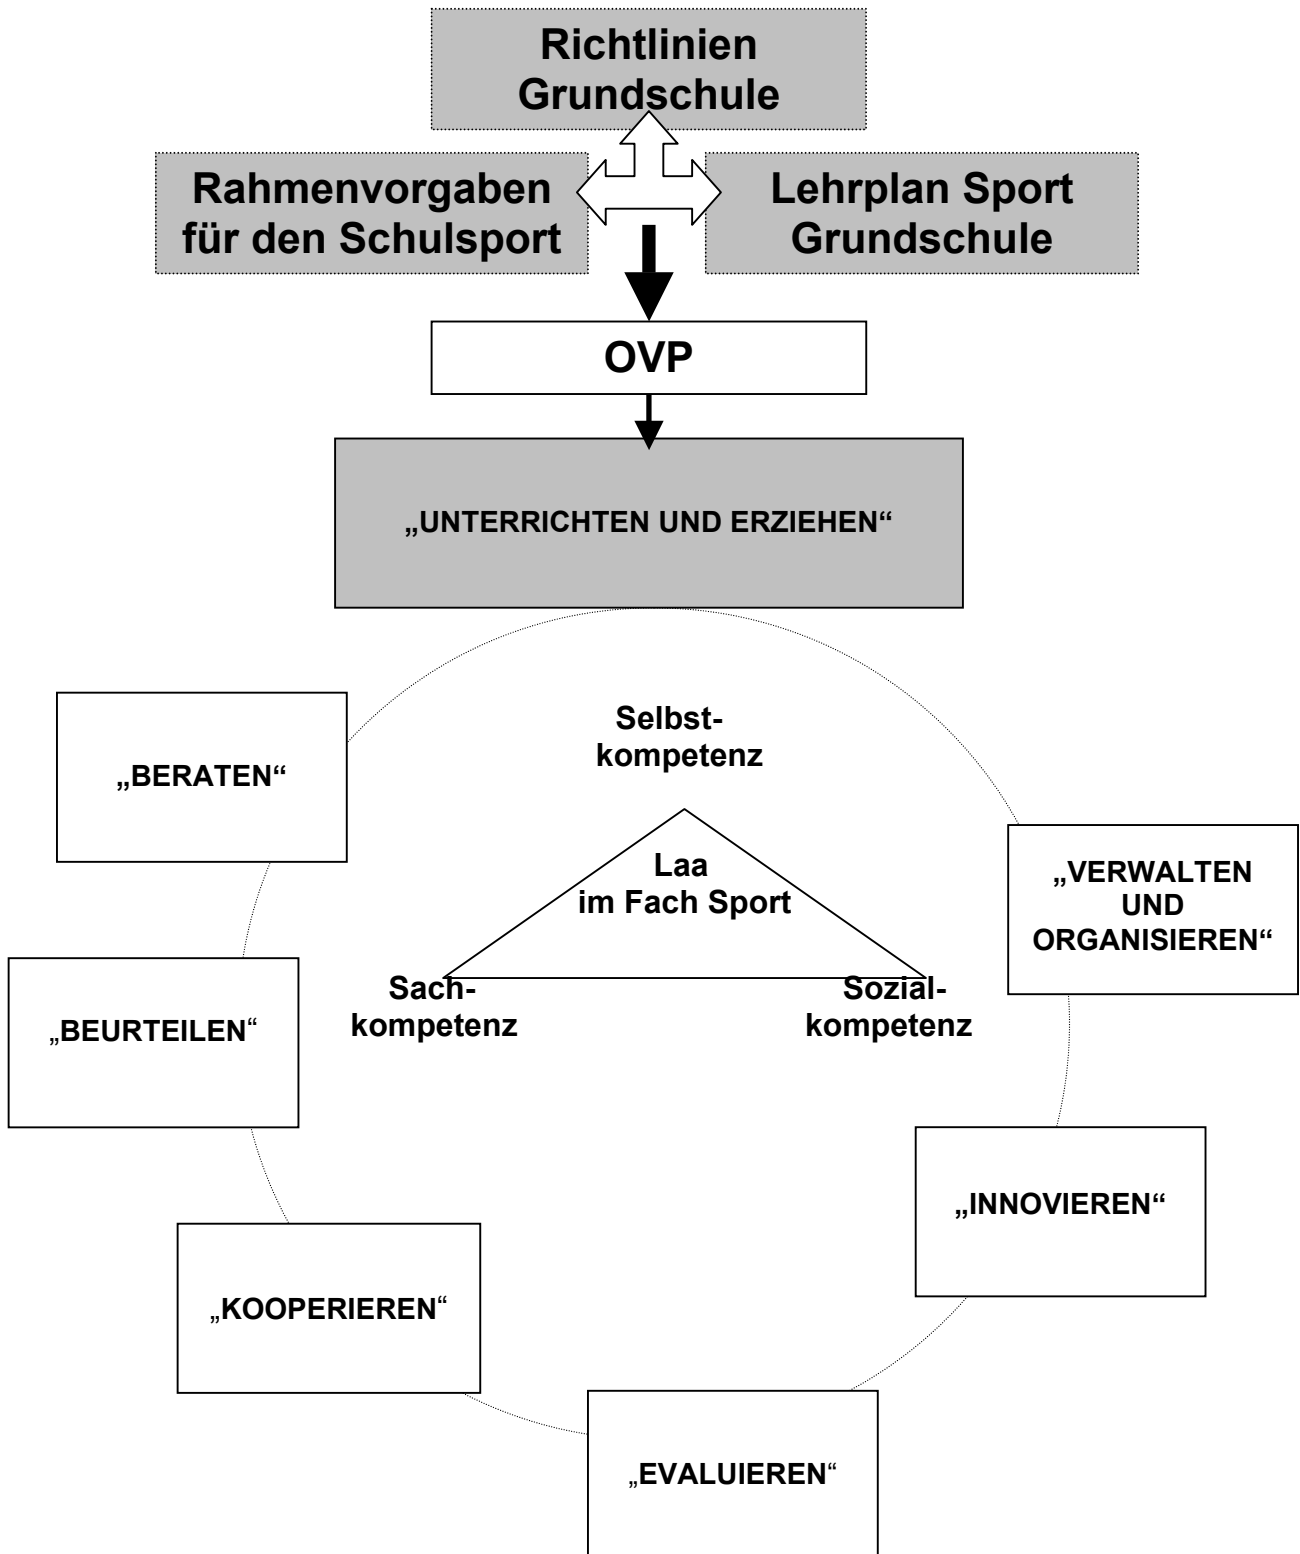 Richtlinien
Grundschule
Rahmenvorgaben
für den Schulsport
Lehrplan Sport
Grundschule
OVP
„UNTERRICHTEN UND ERZIEHEN“
Selbst-
kompetenz
„BERATEN“
Laa
im Fach Sport
„VERWALTEN
UND
ORGANISIEREN“
Sach-
kompetenz
Sozial-
kompetenz
„BEURTEILEN“
„INNOVIEREN“
„KOOPERIEREN“
„EVALUIEREN“